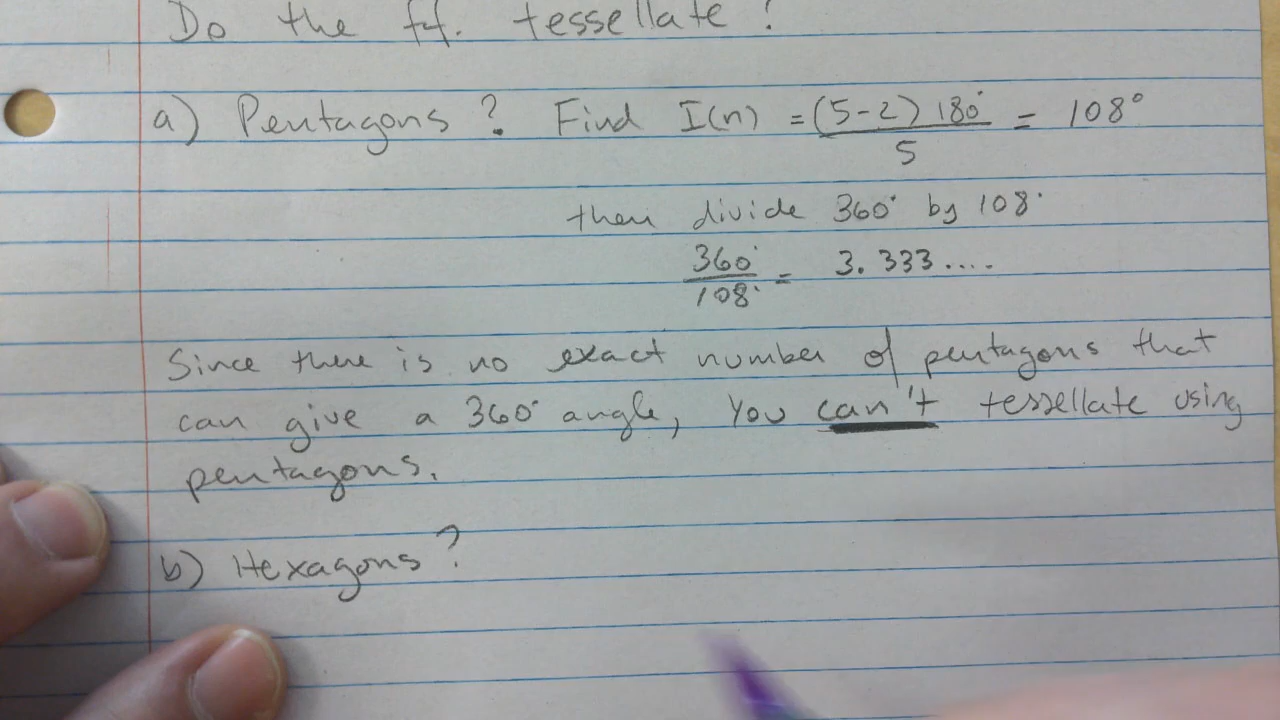 Do the ff. tessellate?
a) Pentagons? Find I(n) = (5-2)180° / 5 = 108°
then divide 360° by 108°
360° / 108° = 3.333....
Since there is no exact number of pentagons that
can give a 360° angle, you can't tessellate using
pentagons.
b) Hexagons?